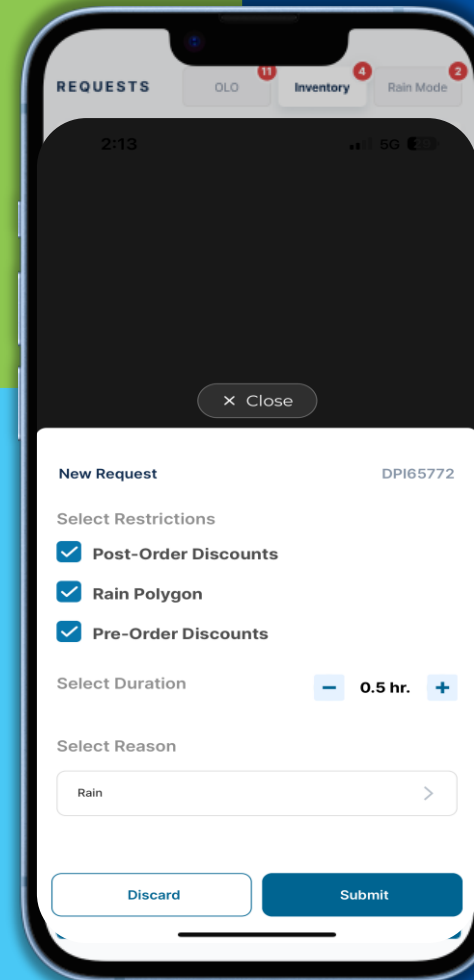 REQUESTS OLO 11 Inventory 4 Rain Mode 2
2:13 5G
× Close
New Request DPI65772
Select Restrictions
Post-Order Discounts
Rain Polygon
Pre-Order Discounts
Select Duration − 0.5 hr. +
Select Reason
Rain
Discard Submit